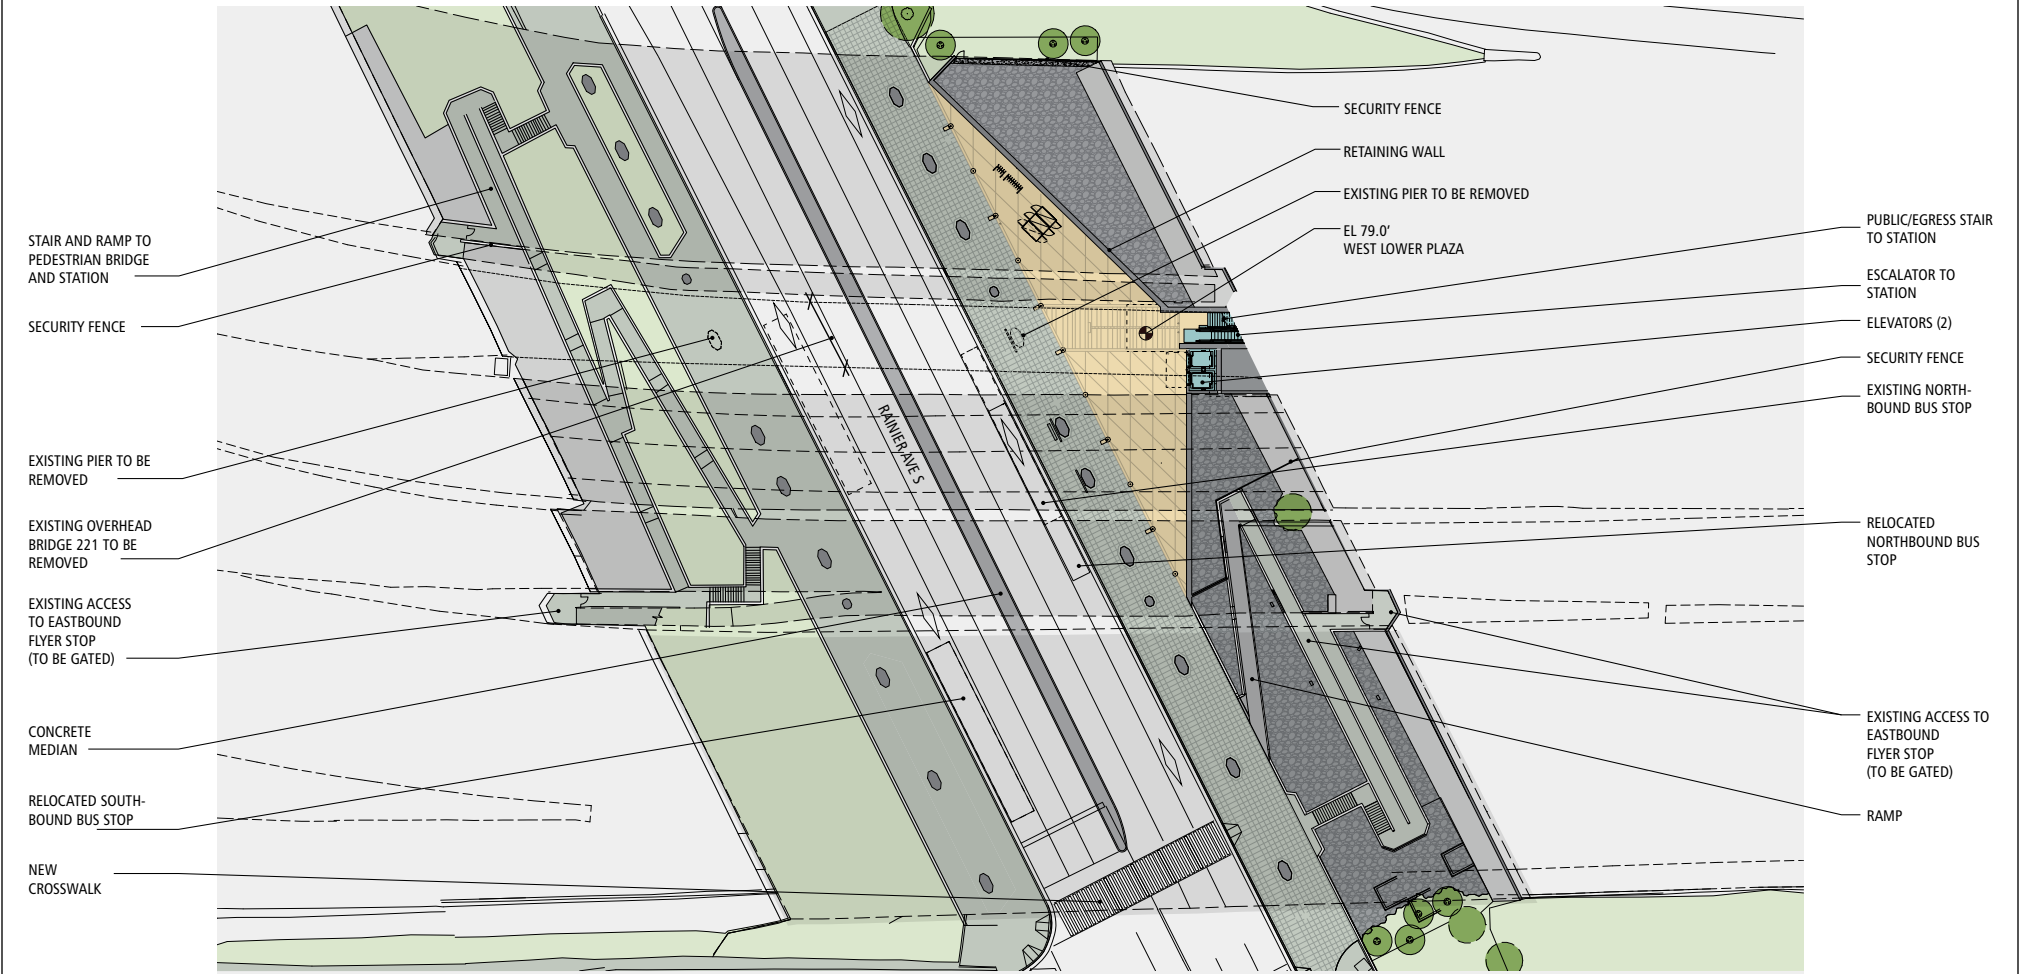 STAIR AND RAMP TO
PEDESTRIAN BRIDGE
AND STATION
SECURITY FENCE
EXISTING PIER TO BE
REMOVED
EXISTING OVERHEAD
BRIDGE 221 TO BE
REMOVED
EXISTING ACCESS
TO EASTBOUND
FLYER STOP
(TO BE GATED)
CONCRETE
MEDIAN
RELOCATED SOUTH-
BOUND BUS STOP
NEW
CROSSWALK
RAINIER AVE S
SECURITY FENCE
RETAINING WALL
EXISTING PIER TO BE REMOVED
EL 79.0'
WEST LOWER PLAZA
PUBLIC/EGRESS STAIR
TO STATION
ESCALATOR TO
STATION
ELEVATORS (2)
SECURITY FENCE
EXISTING NORTH-
BOUND BUS STOP
RELOCATED
NORTHBOUND BUS
STOP
EXISTING ACCESS TO
EASTBOUND
FLYER STOP
(TO BE GATED)
RAMP